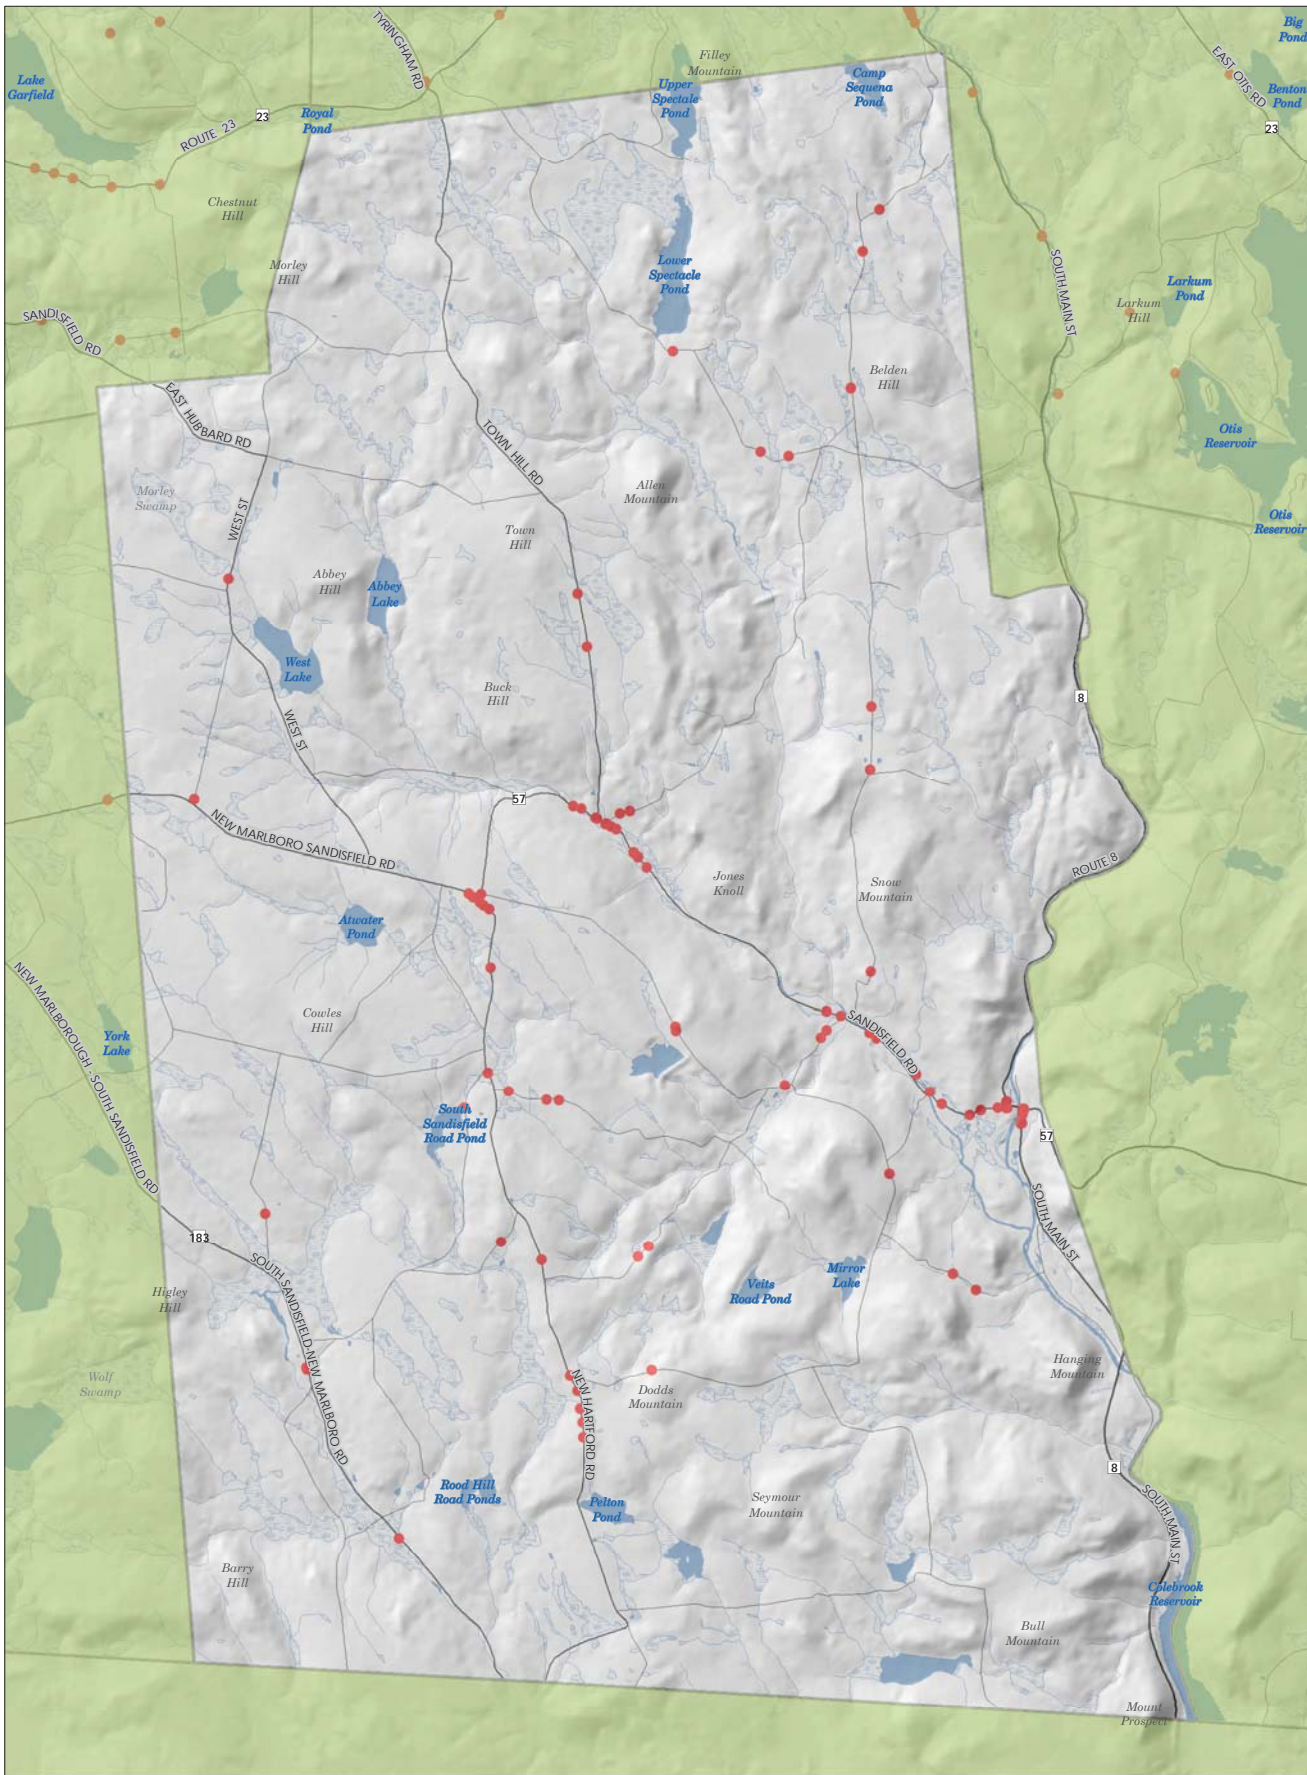 Big
Pond
Lake
Garfield
TYRINGHAM RD
Filley
Mountain
Upper
Spectale
Pond
Camp
Sequena
Pond
EAST OTIS RD
Benton
Pond
23
ROUTE 23
23
Royal
Pond
Chestnut
Hill
Morley
Hill
Lower
Spectacle
Pond
SOUTH MAIN ST
Larkum
Pond
Larkum
Hill
SANDISFIELD RD
EAST HUBBARD RD
Belden
Hill
Otis
Reservoir
TOWN HILL RD
Morley
Swamp
WEST ST
Allen
Mountain
Town
Hill
Otis
Reservoir
Abbey
Hill
Abbey
Lake
West
Lake
Buck
Hill
8
WEST ST
57
NEW MARLBORO SANDISFIELD RD
ROUTE 8
Jones
Knoll
Snow
Mountain
Atwater
Pond
NEW MARLBOROUGH - SOUTH SANDISFIELD RD
Cowles
Hill
SANDISFIELD RD
York
Lake
South
Sandisfield
Road Pond
57
SOUTH MAIN ST
183
SOUTH SANDISFIELD-NEW MARLBORO RD
Mirror
Lake
Veits
Road Pond
Higley
Hill
Wolf
Swamp
Hanging
Mountain
Dodds
Mountain
NEW HARTFORD RD
8
Rood Hill
Road Ponds
Pelton
Pond
Seymour
Mountain
SOUTH MAIN ST
Barry
Hill
Colebrook
Reservoir
Bull
Mountain
Mount
Prospect